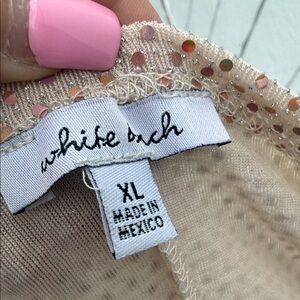 white birch
XL
MADE IN
MEXICO